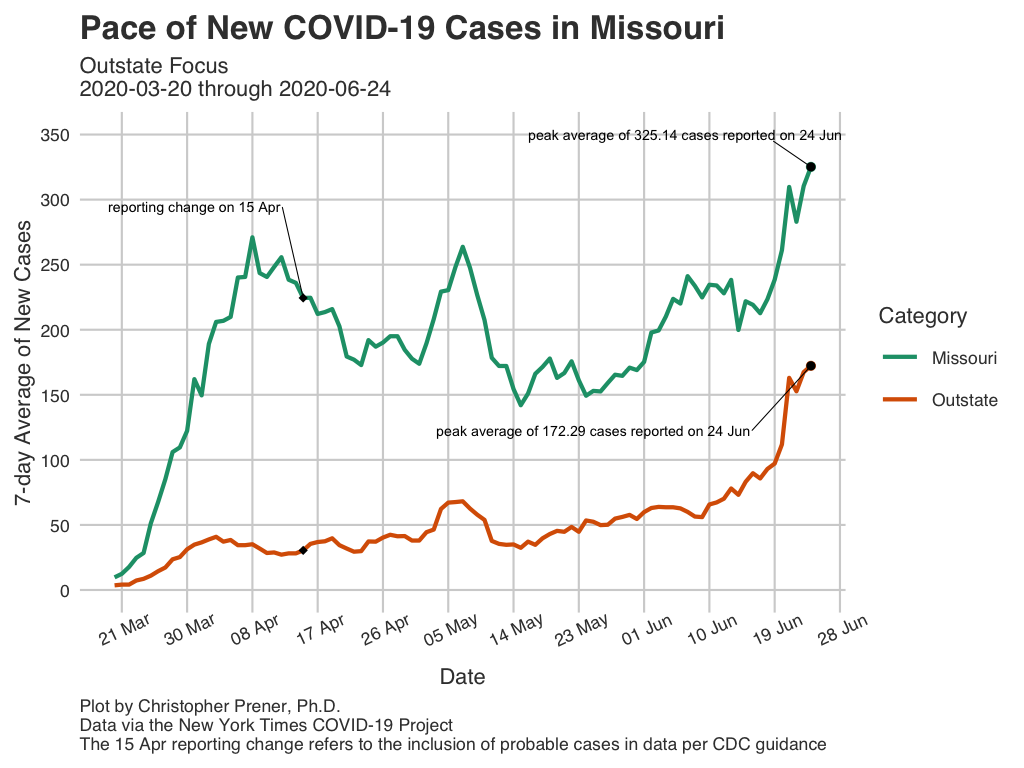 Pace of New COVID-19 Cases in Missouri
Outstate Focus
2020-03-20 through 2020-06-24
7-day Average of New Cases
350
300
250
200
150
100
50
0
peak average of 325.14 cases reported on 24 Jun
reporting change on 15 Apr
peak average of 172.29 cases reported on 24 Jun
21 Mar
30 Mar
08 Apr
17 Apr
26 Apr
05 May
14 May
23 May
01 Jun
10 Jun
19 Jun
28 Jun
Date
Category
Missouri
Outstate
Plot by Christopher Prener, Ph.D.
Data via the New York Times COVID-19 Project
The 15 Apr reporting change refers to the inclusion of probable cases in data per CDC guidance